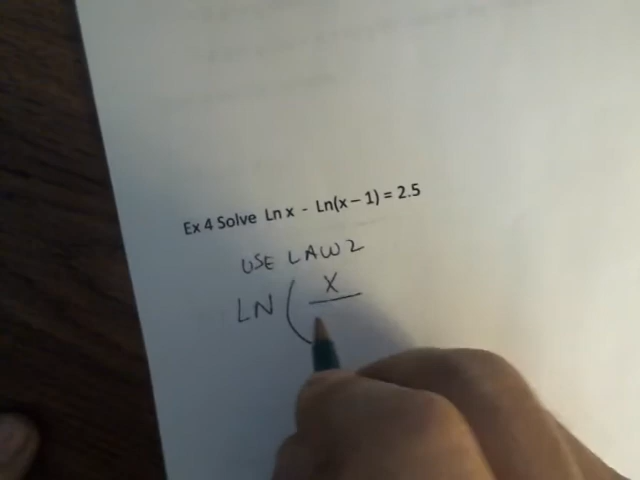 Ex 4 Solve Ln x - Ln(x – 1) = 2.5
USE LAW 2
LN ( X